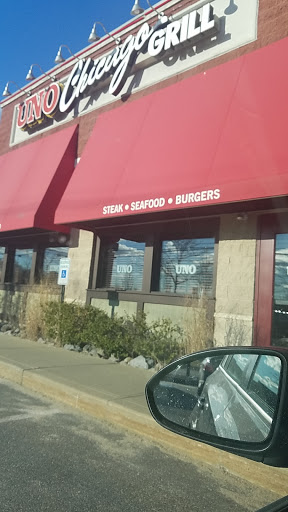 UNO Chicago GRILL
STEAK • SEAFOOD • BURGERS
UNO UNO